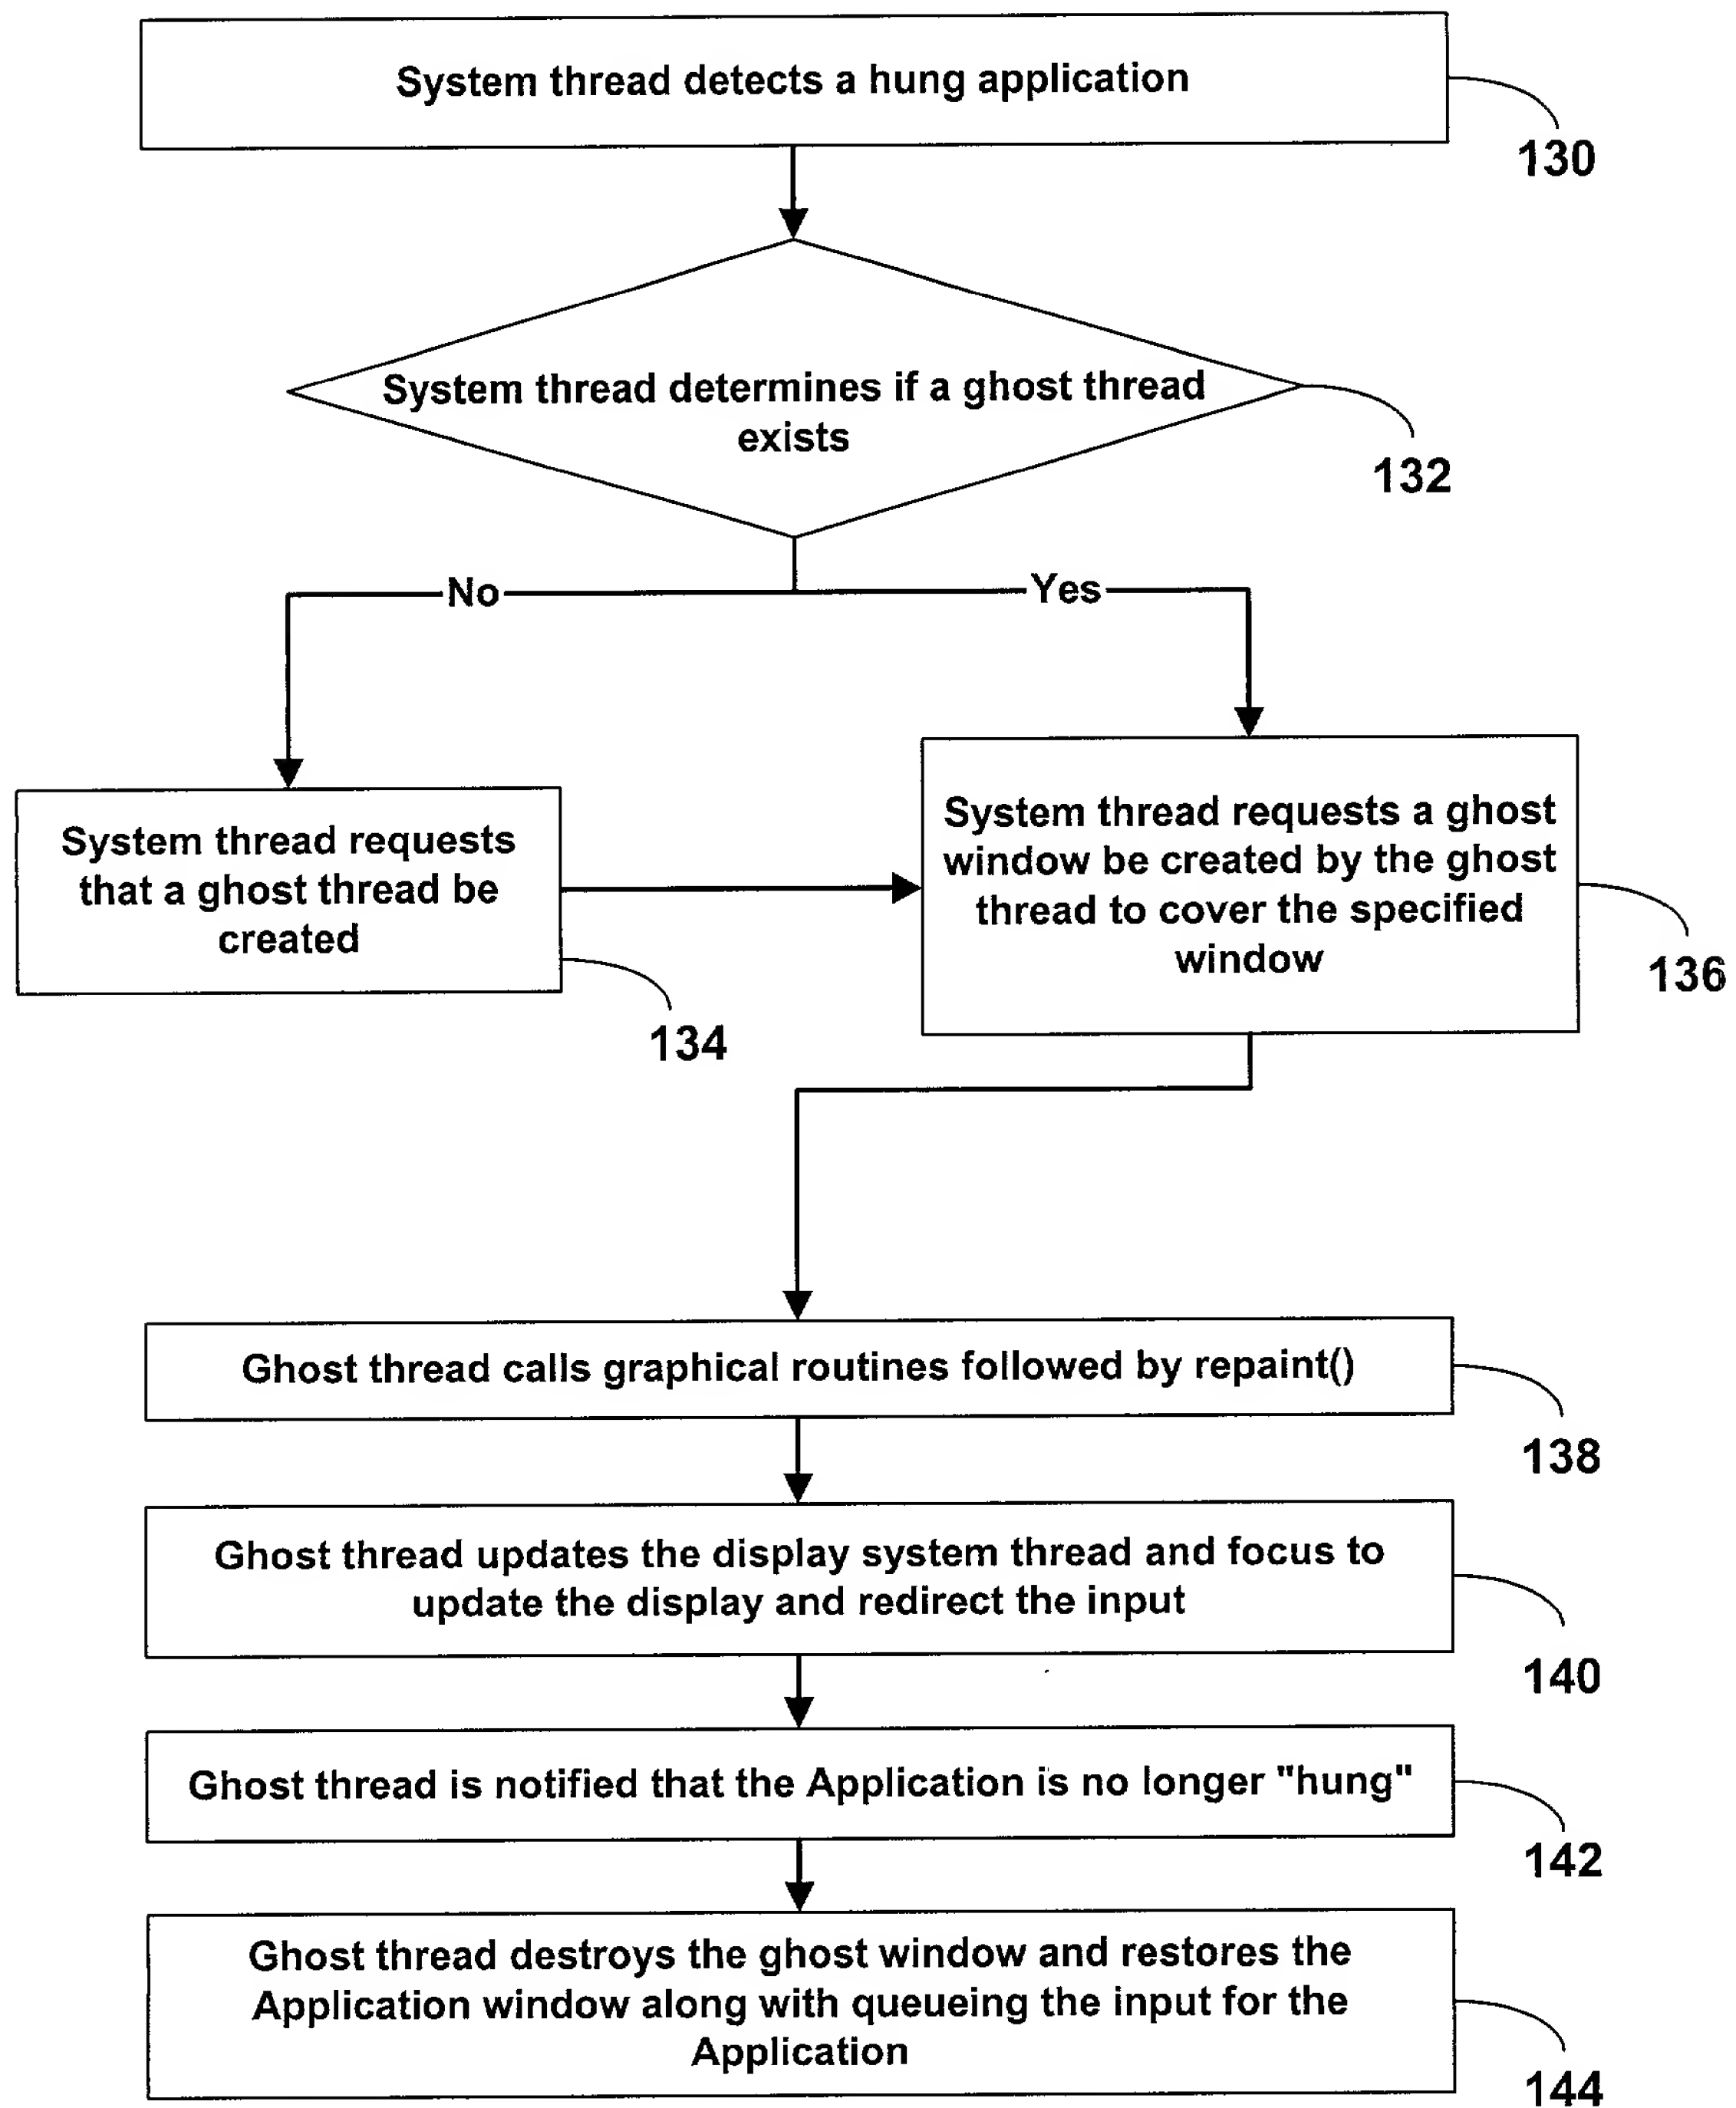 System thread detects a hung application
130
System thread determines if a ghost thread
exists
132
No
Yes
System thread requests
that a ghost thread be
created
134
System thread requests a ghost
window be created by the ghost
thread to cover the specified
window
136
Ghost thread calls graphical routines followed by repaint()
138
Ghost thread updates the display system thread and focus to
update the display and redirect the input
140
Ghost thread is notified that the Application is no longer "hung"
142
Ghost thread destroys the ghost window and restores the
Application window along with queueing the input for the
Application
144